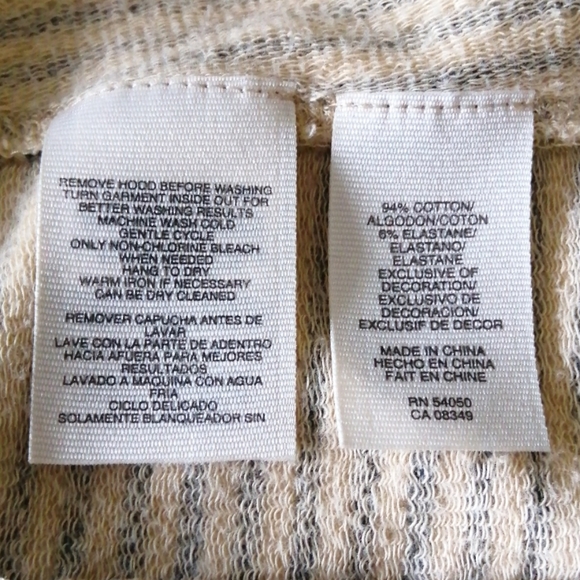 REMOVE HOOD BEFORE WASHING
TURN GARMENT INSIDE OUT FOR
BETTER WASHING RESULTS
MACHINE WASH COLD
GENTLE CYCLE
ONLY NON-CHLORINE BLEACH
WHEN NEEDED
HANG TO DRY
WARM IRON IF NECESSARY
CAN BE DRY CLEANED
REMOVER CAPUCHA ANTES DE
LAVAR
LAVE CON LA PARTE DE ADENTRO
HACIA AFUERA PARA MEJORES
RESULTADOS
LAVADO A MAQUINA CON AGUA
FRIA
CICLO DELICADO
SOLAMENTE BLANQUEADOR SIN
94% COTTON/
ALGODON/COTON
6% ELASTANE/
ELASTANO/
ELASTANE
EXCLUSIVE OF
DECORATION/
EXCLUSIVO DE
DECORACION/
EXCLUSIF DE DECOR
MADE IN CHINA
HECHO EN CHINA
FAIT EN CHINE
RN 54050
CA 08349